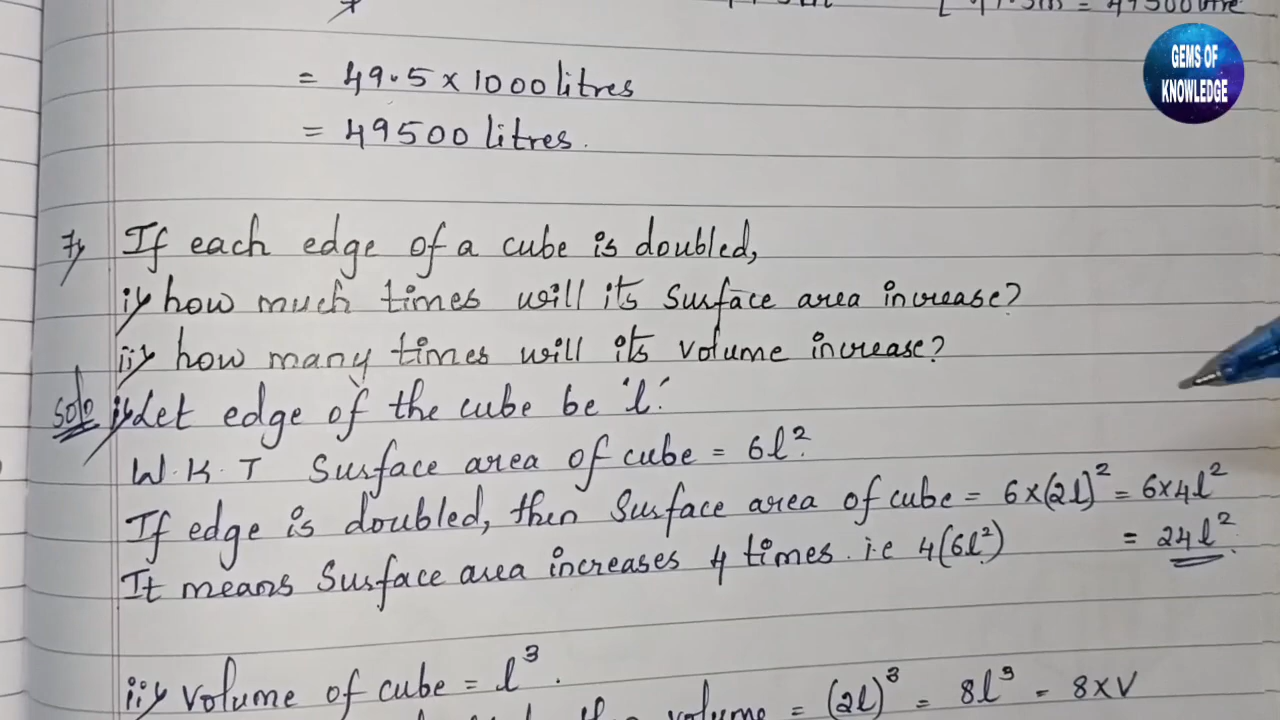 = 49500 litre
GEMS OF
KNOWLEDGE
= 49.5 x 1000 litres
= 49500 litres.
7) If each edge of a cube is doubled,
i) how much times will its surface area increase?
ii) how many times will its volume increase?
Soln i) Let edge of the cube be 'l'.
W.K.T Surface area of cube = 6l².
If edge is doubled, then Surface area of cube = 6x(2l)² = 6x4l²
= 24l².
It means Surface area increases 4 times. i.e 4(6l²)
ii) volume of cube = l³.
volume = (2l)³ = 8l³ = 8xV